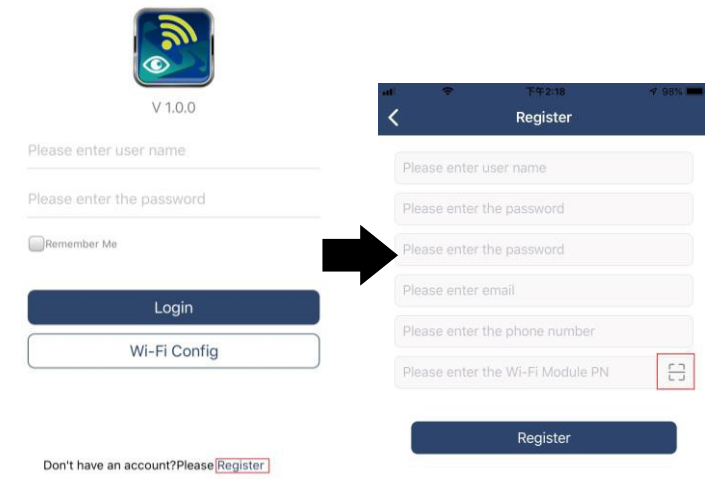 V 1.0.0
Please enter user name
Please enter the password
Remember Me
Login
Wi-Fi Config
Don't have an account?Please Register
下午2:18
98%
Register
Please enter user name
Please enter the password
Please enter the password
Please enter email
Please enter the phone number
Please enter the Wi-Fi Module PN
Register